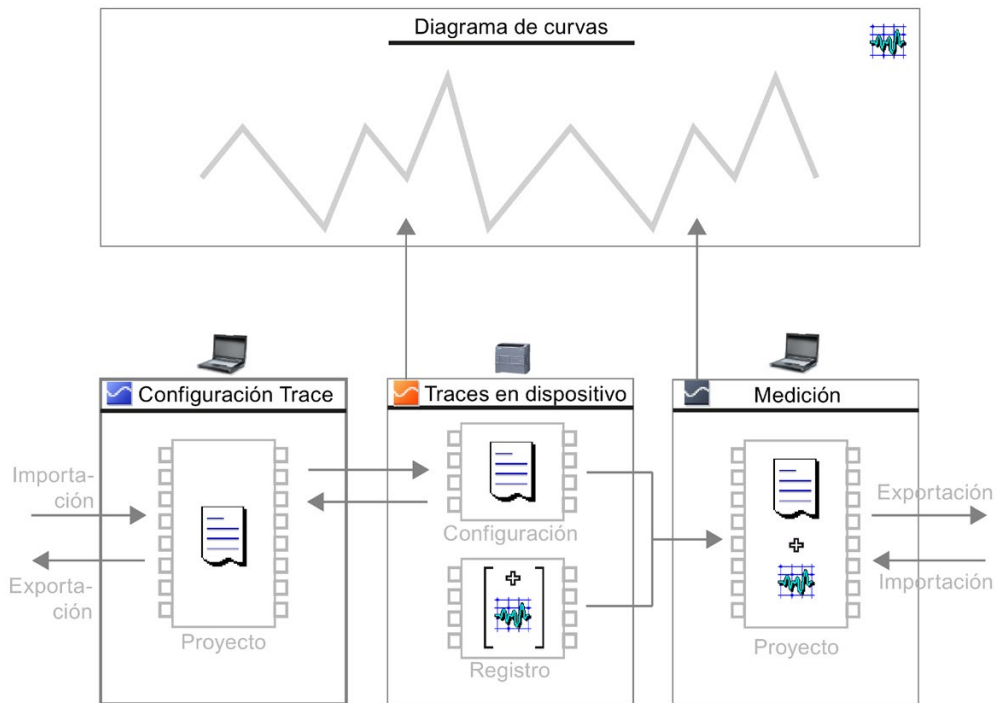 Diagrama de curvas
Configuración Trace
Traces en dispositivo
Medición
Importa-
ción
Exporta-
ción
Proyecto
Configuración
Registro
Exportación
Importación
Proyecto